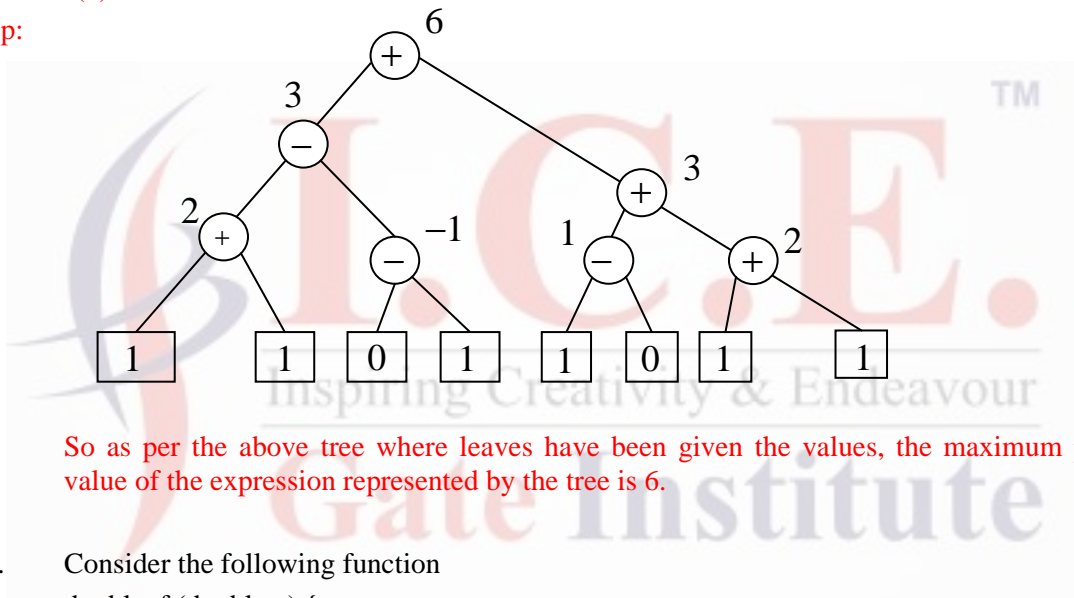 p:
6
+
3
−
3
+
2
+
−1
−
1
−
2
+
1 1 0 1 1 0 1 1
I.C.E.
TM
Inspiring Creativity & Endeavour
Gate Institute
So as per the above tree where leaves have been given the values, the maximum
value of the expression represented by the tree is 6.
Consider the following function